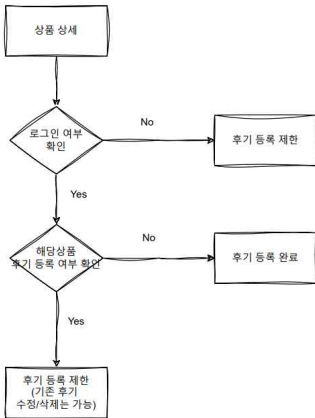 상품 상세
로그인 여부
확인
No
후기 등록 제한
Yes
해당상품
후기 등록 여부 확인
No
후기 등록 완료
Yes
후기 등록 제한
(기존 후기
수정/삭제는 가능)